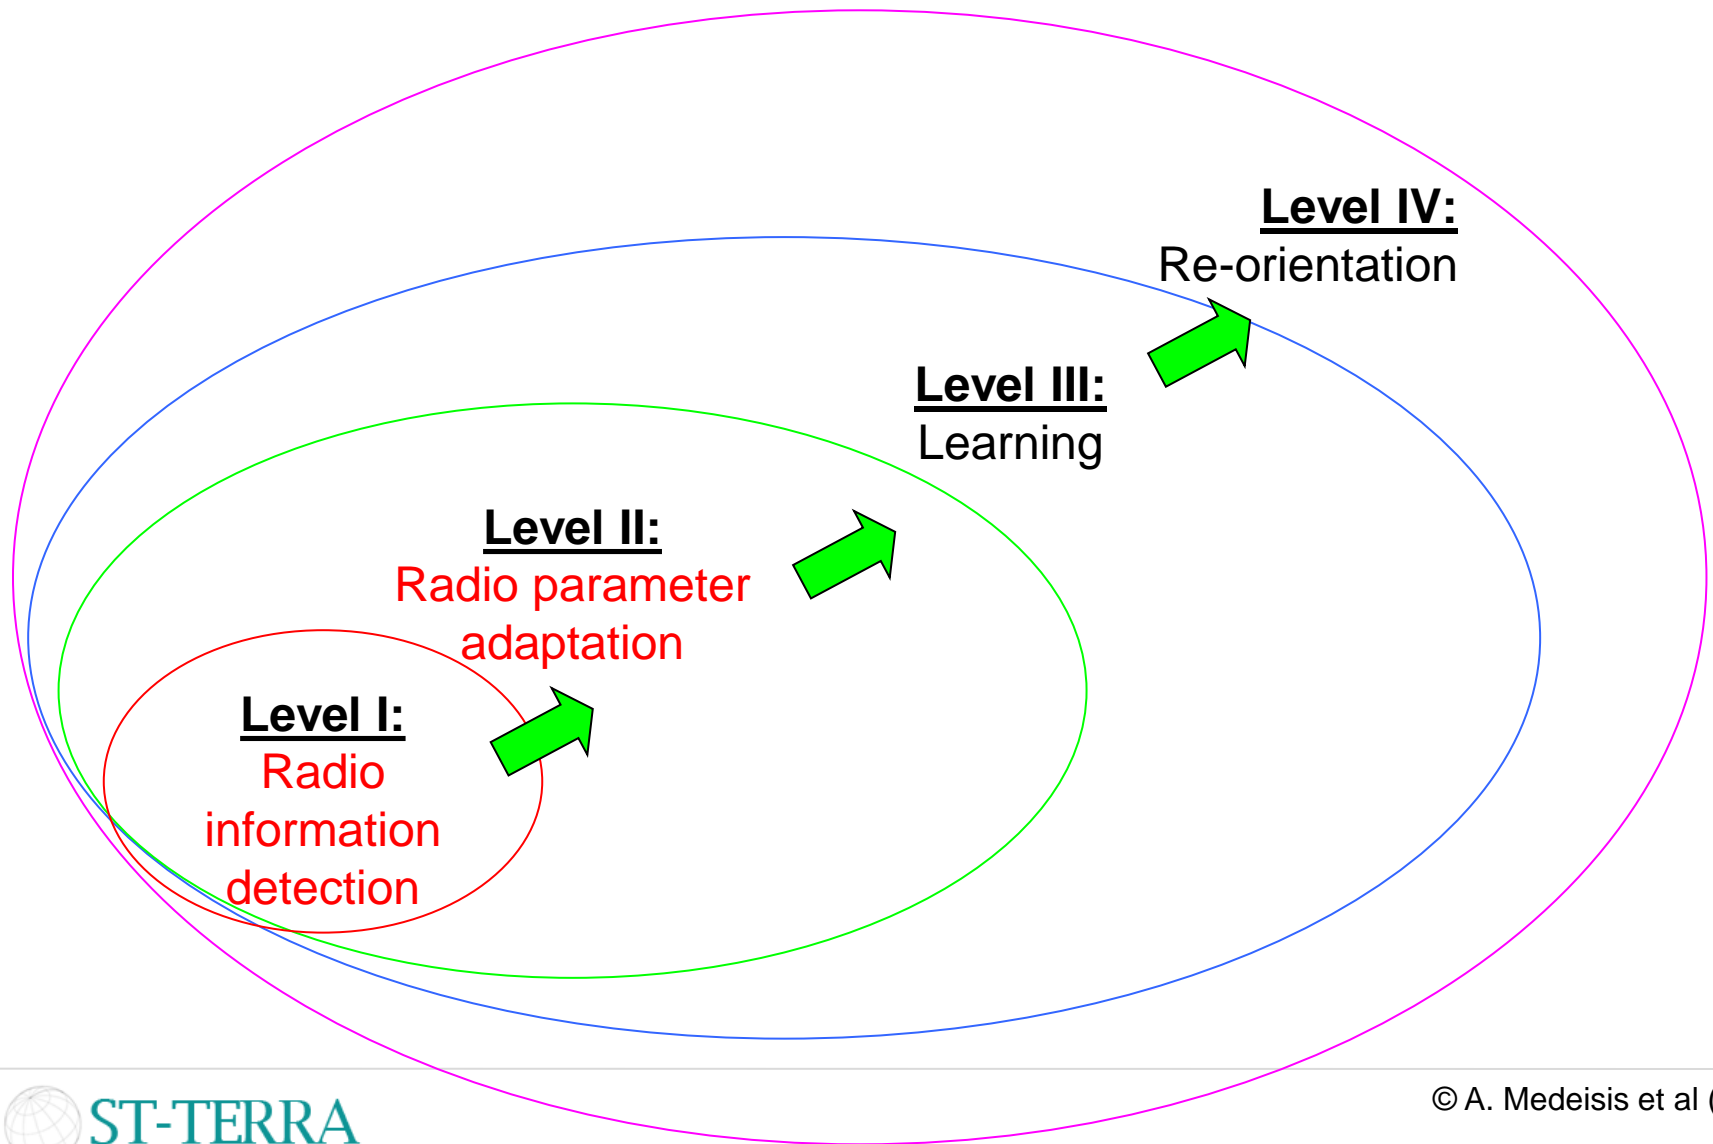 Level IV:
Re-orientation
Level III:
Learning
Level II:
Radio parameter
adaptation
Level I:
Radio
information
detection
ST-TERRA
© A. Medeisis et al (